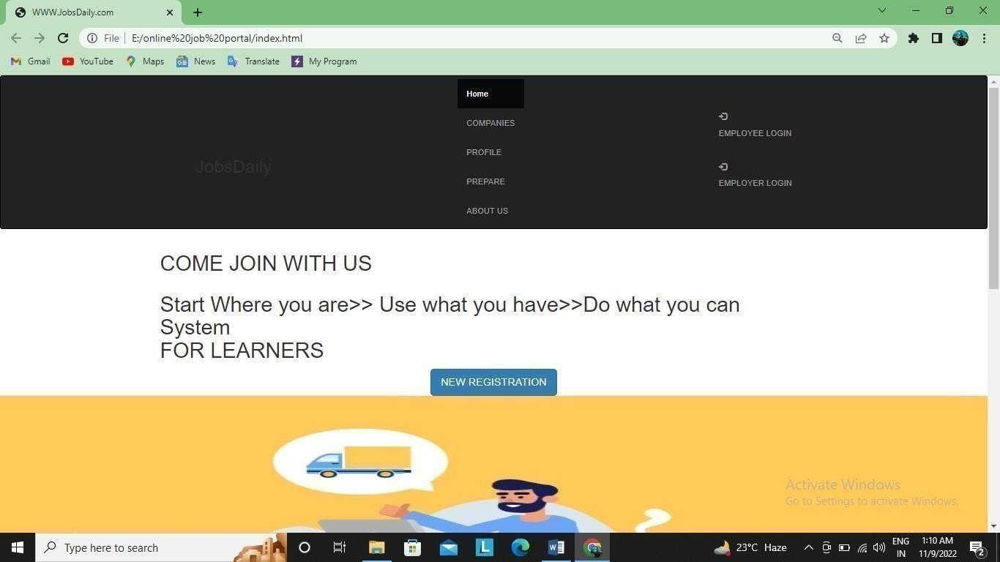 WWW.JobsDaily.com
File
E:/online%20job%20portal/index.html
Gmail
YouTube
Maps
News
Translate
My Program
Home
COMPANIES
PROFILE
PREPARE
ABOUT US
JobsDaily
EMPLOYEE LOGIN
EMPLOYER LOGIN
COME JOIN WITH US
Start Where you are>> Use what you have>>Do what you can
System
FOR LEARNERS
NEW REGISTRATION
Activate Windows
Go to Settings to activate Windows.
Type here to search
L
W
23°C Haze
ENG
IN
1:10 AM
11/9/2022
2